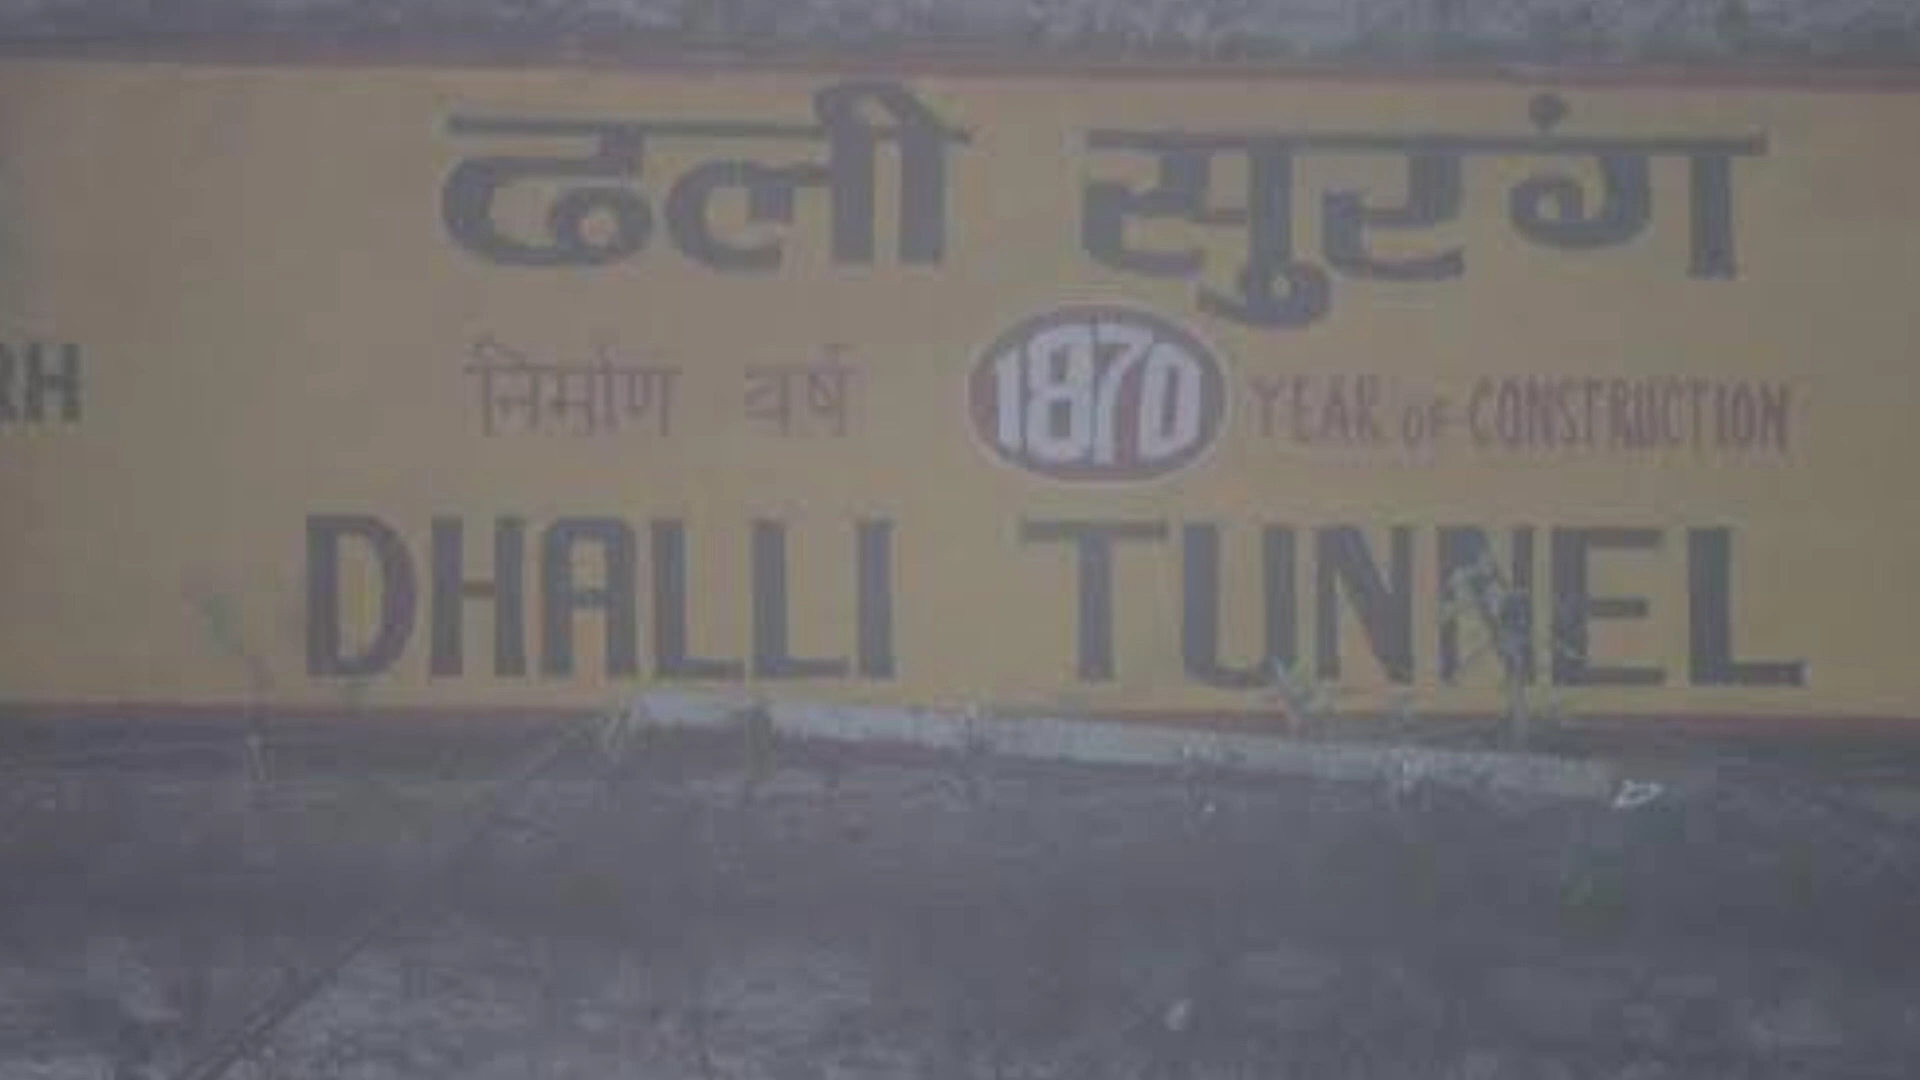 ढली सुरंग
निर्माण वर्ष 1870 YEAR OF CONSTRUCTION
DHALLI TUNNEL